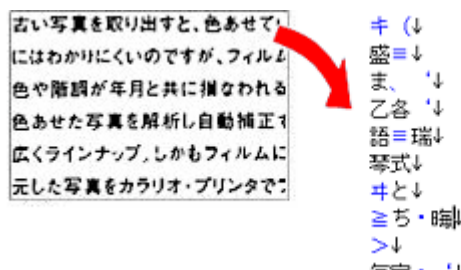 古い写真を取り出すと、色あせてい
にはわかりにくいのですが、フィルム
色や階調が年月と共に損なわれる
色あせた写真を解析し自動補正す
広くラインナップ。しかもフィルムに
元した写真をカラリオ・プリンタで
キ (↓
盛≡↓
ま、 ‘↓
乙各 ‘↓
語≡瑞↓
琴式↓
ヰと↓
≧ち・
>↓